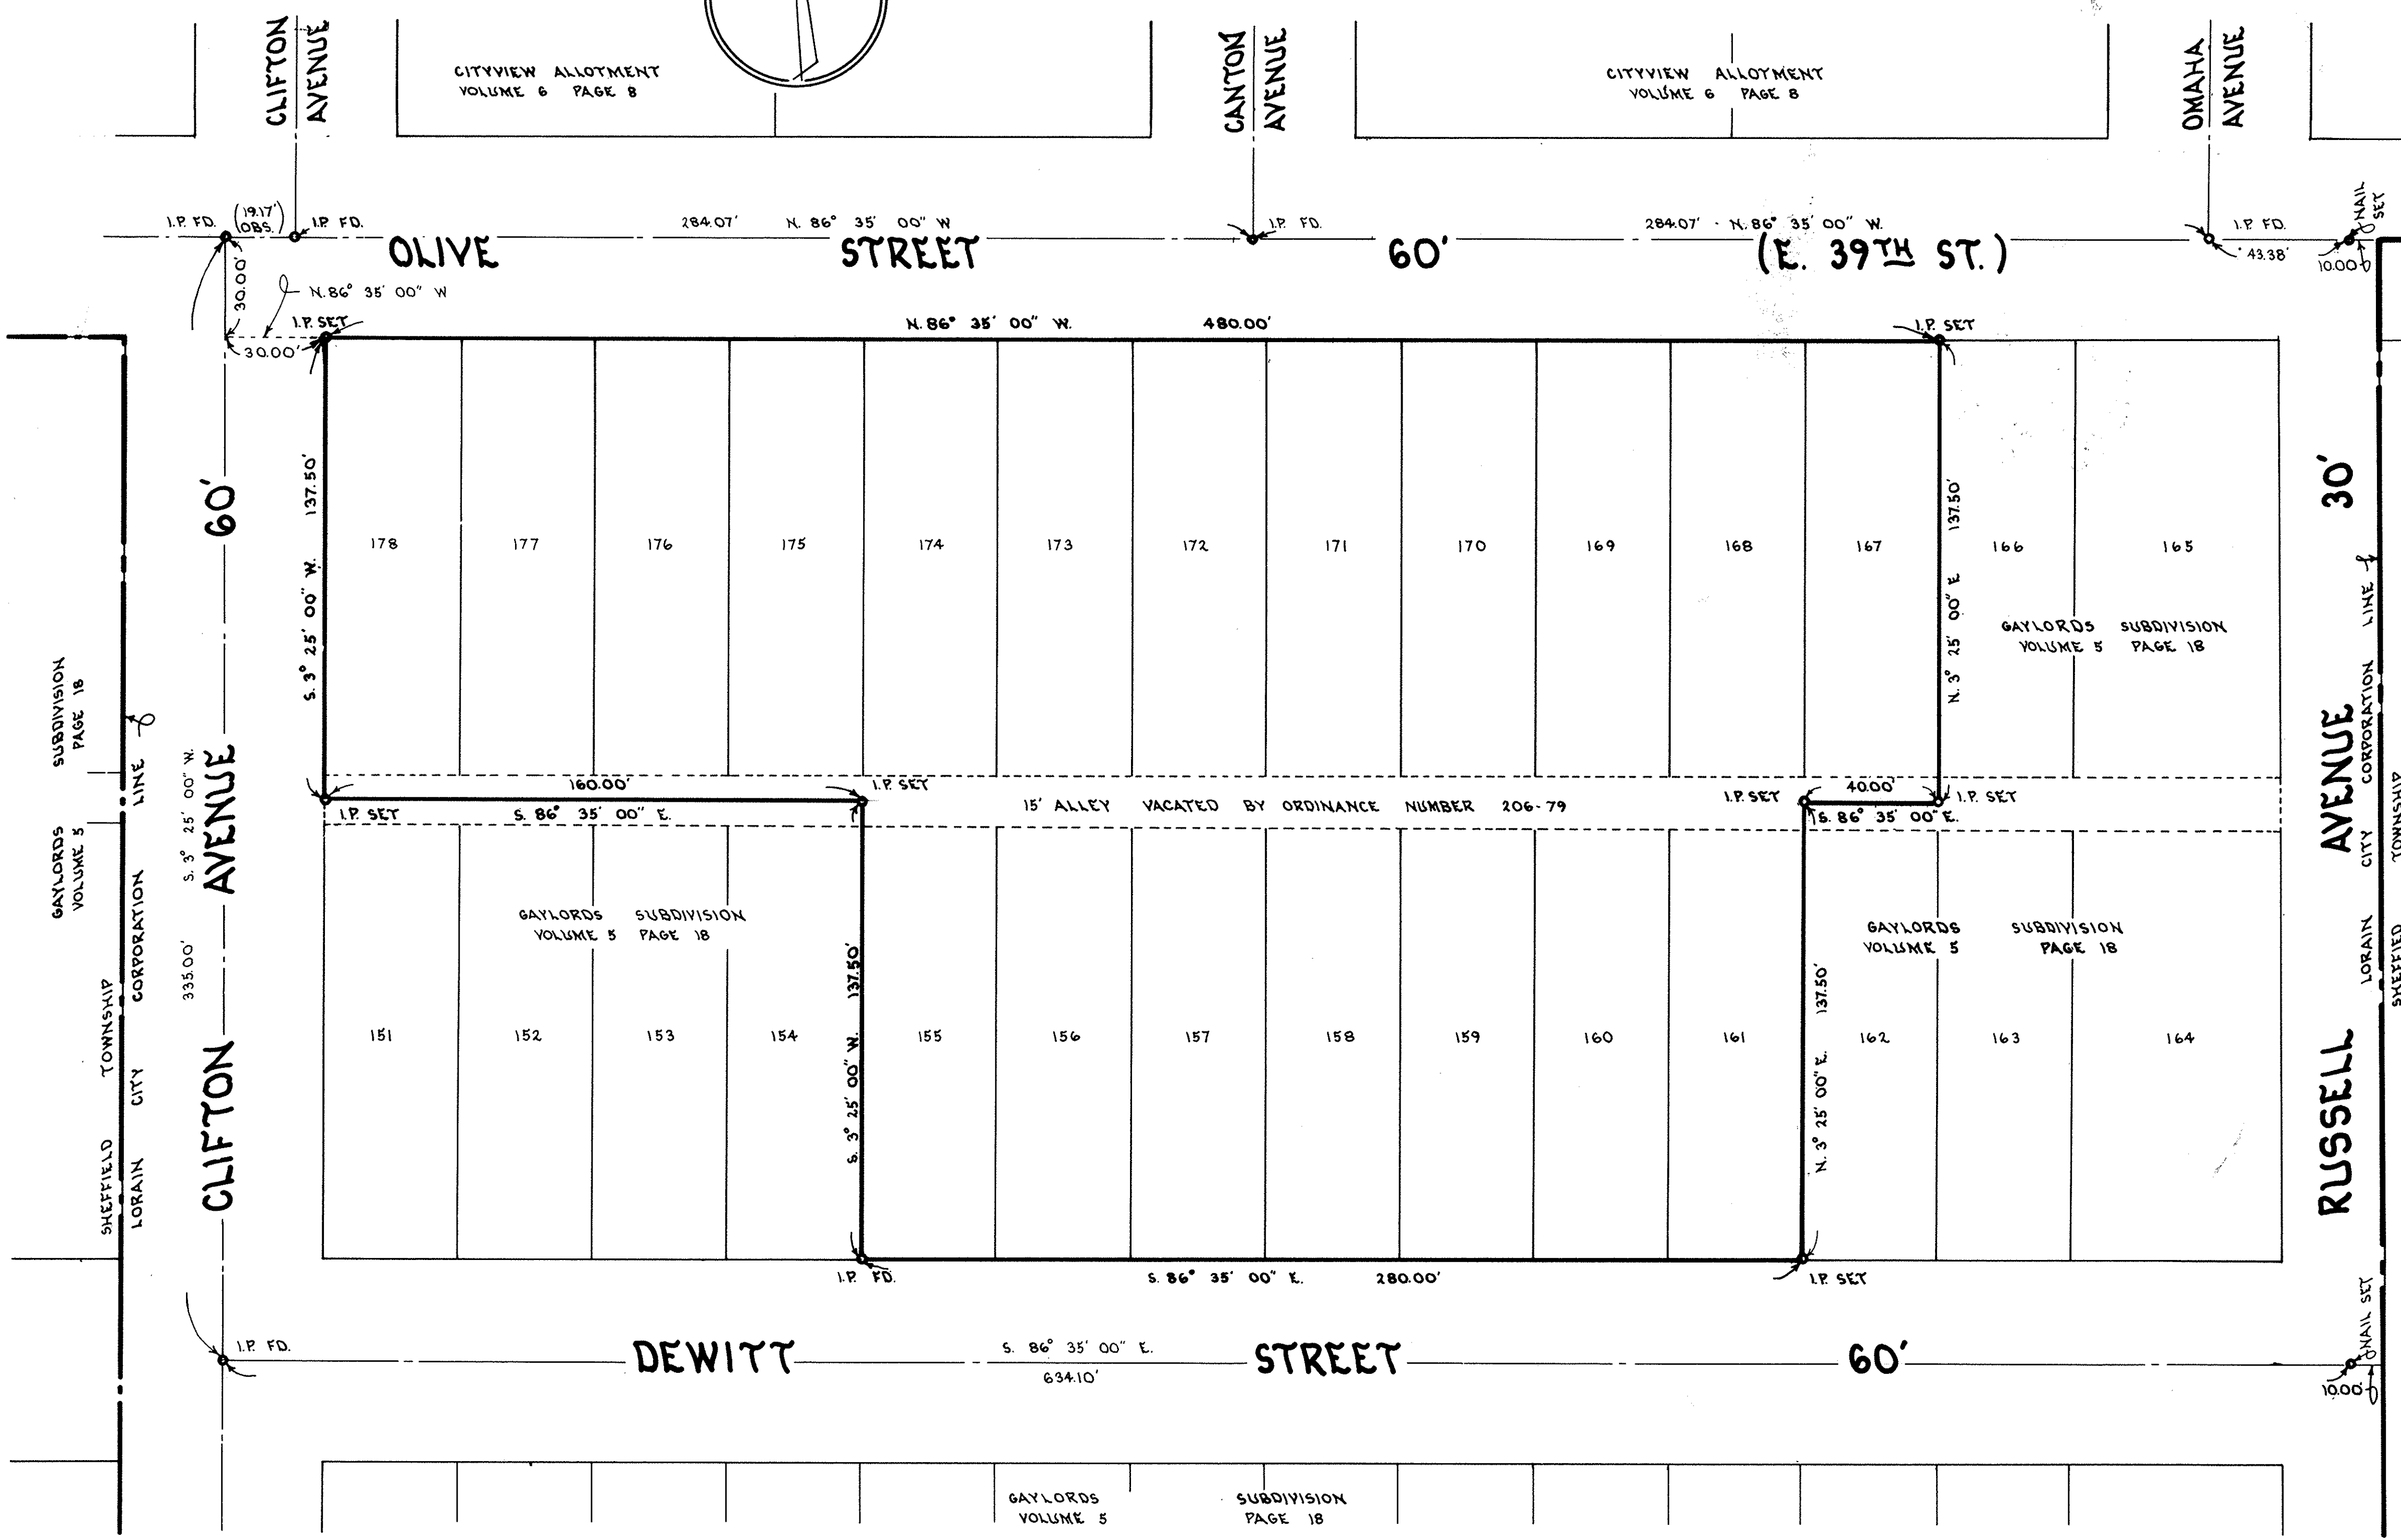 CLIFTON
AVENUE
CITYVIEW ALLOTMENT
VOLUME 6 PAGE 8
CANTON
AVENUE
CITYVIEW ALLOTMENT
VOLUME 6 PAGE 8
OMAHA
AVENUE
I.P. FD.
(19.17'
OBS.)
I.P. FD.
284.07' N. 86° 35' 00" W
I.P. FD.
284.07' - N. 86° 35' 00" W.
I.P. FD.
NAIL
SET
OLIVE STREET 60' (E. 39TH ST.)
43.38'
10.00'
30.00'
N. 86° 35' 00" W
I.P. SET
30.00'
N. 86° 35' 00" W. 480.00'
I.P. SET
60'
S. 3° 25' 00" W. 137.50'
178
177
176
175
174
173
172
171
170
169
168
167
166
165
N. 3° 25' 00" E 137.50'
30'
GAYLORDS SUBDIVISION
VOLUME 5 PAGE 18
GAYLORDS SUBDIVISION
VOLUME 5 PAGE 18
SHEFFIELD TOWNSHIP
LORAIN CITY CORPORATION LINE
335.00' S. 3° 25' 00" W.
CLIFTON AVENUE
160.00'
I.P. SET
I.P. SET
S. 86° 35' 00" E.
15' ALLEY VACATED BY ORDINANCE NUMBER 206-79
I.P. SET
40.00'
I.P. SET
S. 86° 35' 00" E.
RUSSELL AVENUE
LORAIN CITY CORPORATION LINE
SHEFFIELD TOWNSHIP
GAYLORDS SUBDIVISION
VOLUME 5 PAGE 18
GAYLORDS SUBDIVISION
VOLUME 5 PAGE 18
S. 3° 25' 00" W. 137.50'
N. 3° 25' 00" E. 137.50'
151
152
153
154
155
156
157
158
159
160
161
162
163
164
I.P. FD.
S. 86° 35' 00" E. 280.00'
I.P. SET
I.P. FD.
DEWITT STREET 60'
S. 86° 35' 00" E.
634.10'
NAIL SET
10.00'
GAYLORDS SUBDIVISION
VOLUME 5 PAGE 18